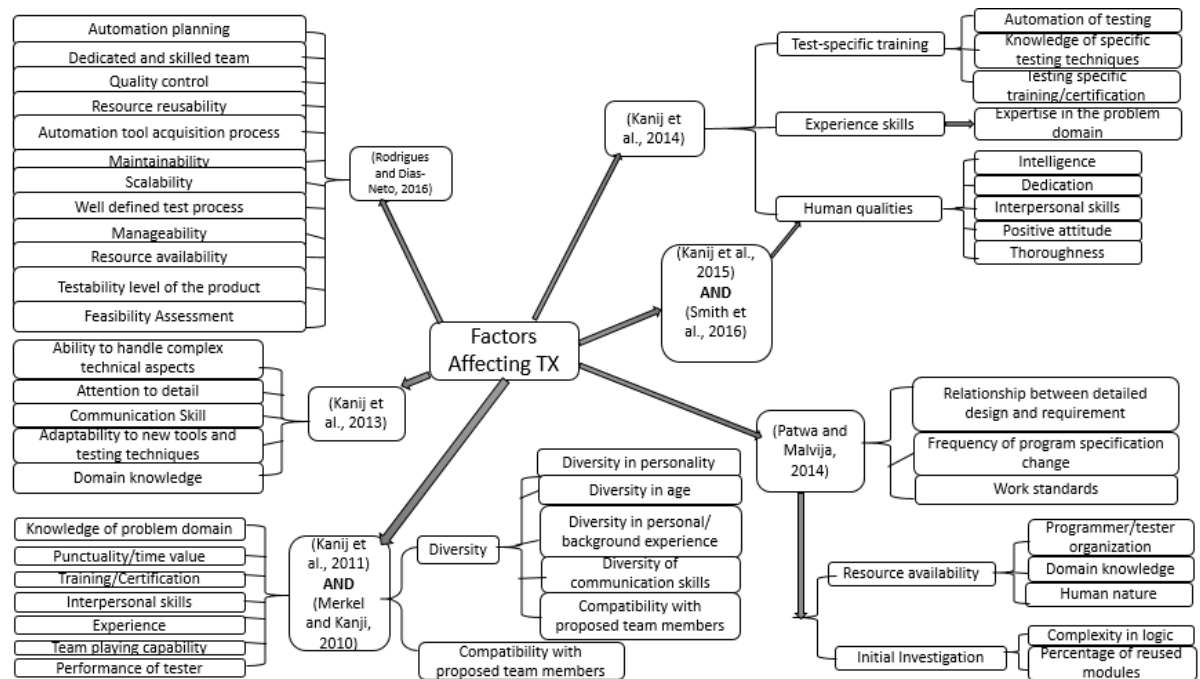 Automation planning
Dedicated and skilled team
Quality control
Resource reusability
Automation tool acquisition process
Maintainability
Scalability
Well defined test process
Manageability
Resource availability
Testability level of the product
Feasibility Assessment
(Rodrigues
and Dias-
Neto, 2016)
(Kanij et
al., 2014)
Test-specific training
Automation of testing
Knowledge of specific
testing techniques
Testing specific
training/certification
Experience skills
Expertise in the problem
domain
Human qualities
Intelligence
Dedication
Interpersonal skills
Positive attitude
Thoroughness
(Kanij et al.,
2015)
AND
(Smith et
al., 2016)
Factors
Affecting TX
Ability to handle complex
technical aspects
Attention to detail
Communication Skill
Adaptability to new tools and
testing techniques
Domain knowledge
(Kanij et
al., 2013)
(Patwa and
Malvija,
2014)
Relationship between detailed
design and requirement
Frequency of program specification
change
Work standards
Resource availability
Programmer/tester
organization
Domain knowledge
Human nature
Initial Investigation
Complexity in logic
Percentage of reused
modules
Knowledge of problem domain
Punctuality/time value
Training/Certification
Interpersonal skills
Experience
Team playing capability
Performance of tester
(Kanij et
al., 2011)
AND
(Merkel
and Kanji,
2010)
Diversity
Diversity in personality
Diversity in age
Diversity in personal/
background experience
Diversity of
communication skills
Compatibility with
proposed team members
Compatibility with
proposed team members